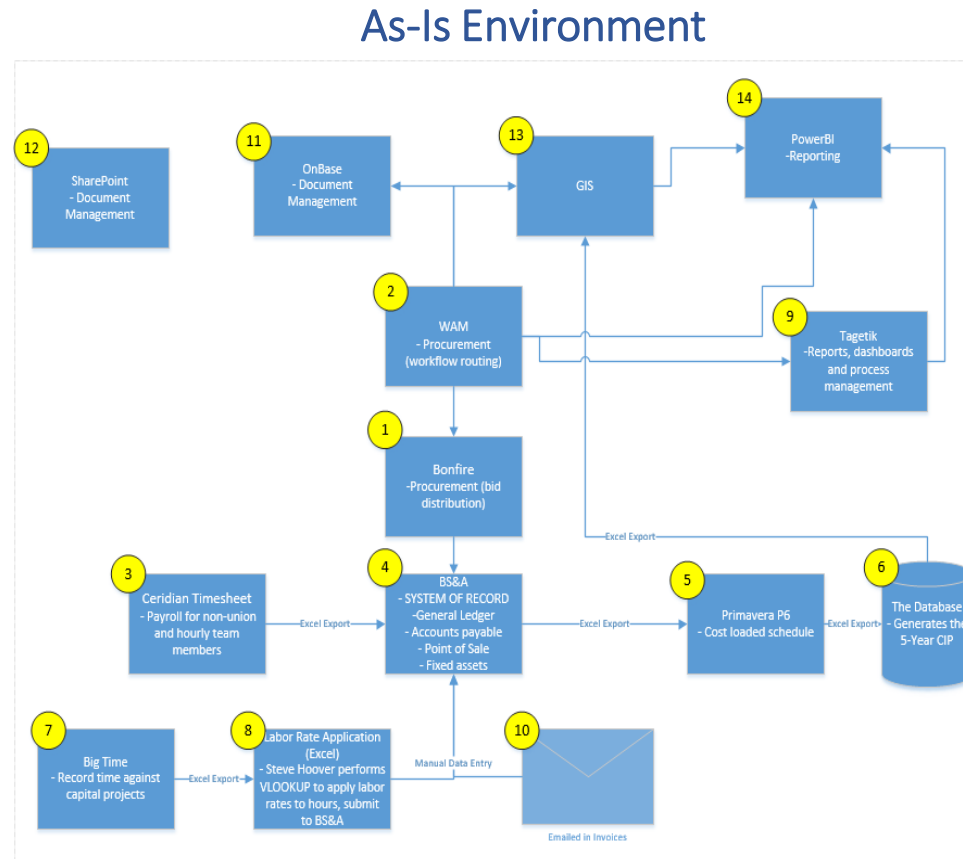 As-Is Environment
14
PowerBI
-Reporting
12
SharePoint
- Document
Management
11
OnBase
- Document
Management
13
GIS
2
WAM
- Procurement
(workflow routing)
9
Tagetik
-Reports, dashboards
and process
management
1
Bonfire
-Procurement (bid
distribution)
Excel Export
3
Ceridian Timesheet
- Payroll for non-union
and hourly team
members
Excel Export
4
BS&A
- SYSTEM OF RECORD
-General Ledger
- Accounts payable
- Point of Sale
- Fixed assets
Excel Export
5
Primavera P6
- Cost loaded schedule
Excel Export
6
The Database
- Generates the
5-Year CIP
7
Big Time
- Record time against
capital projects
Excel Export
8
Labor Rate Application
(Excel)
- Steve Hoover performs
VLOOKUP to apply labor
rates to hours, submit
to BS&A
Manual Data Entry
10
Emailed in Invoices